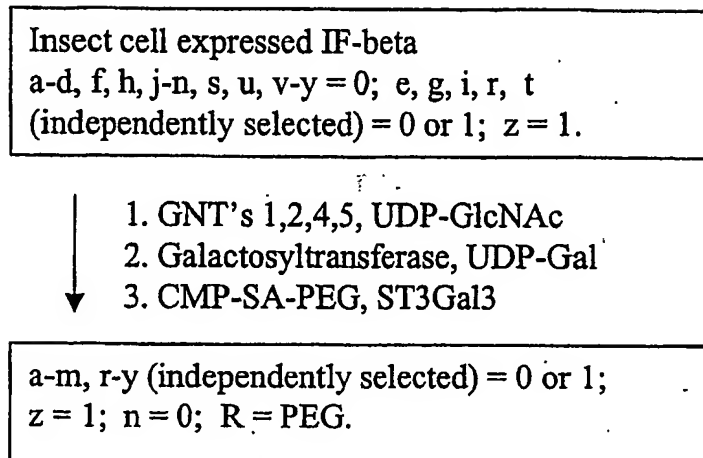 Insect cell expressed IF-beta
a-d, f, h, j-n, s, u, v-y = 0; e, g, i, r, t
(independently selected) = 0 or 1; z = 1.
1. GNT's 1,2,4,5, UDP-GlcNAc
2. Galactosyltransferase, UDP-Gal
3. CMP-SA-PEG, ST3Gal3
a-m, r-y (independently selected) = 0 or 1;
z = 1; n = 0; R = PEG.